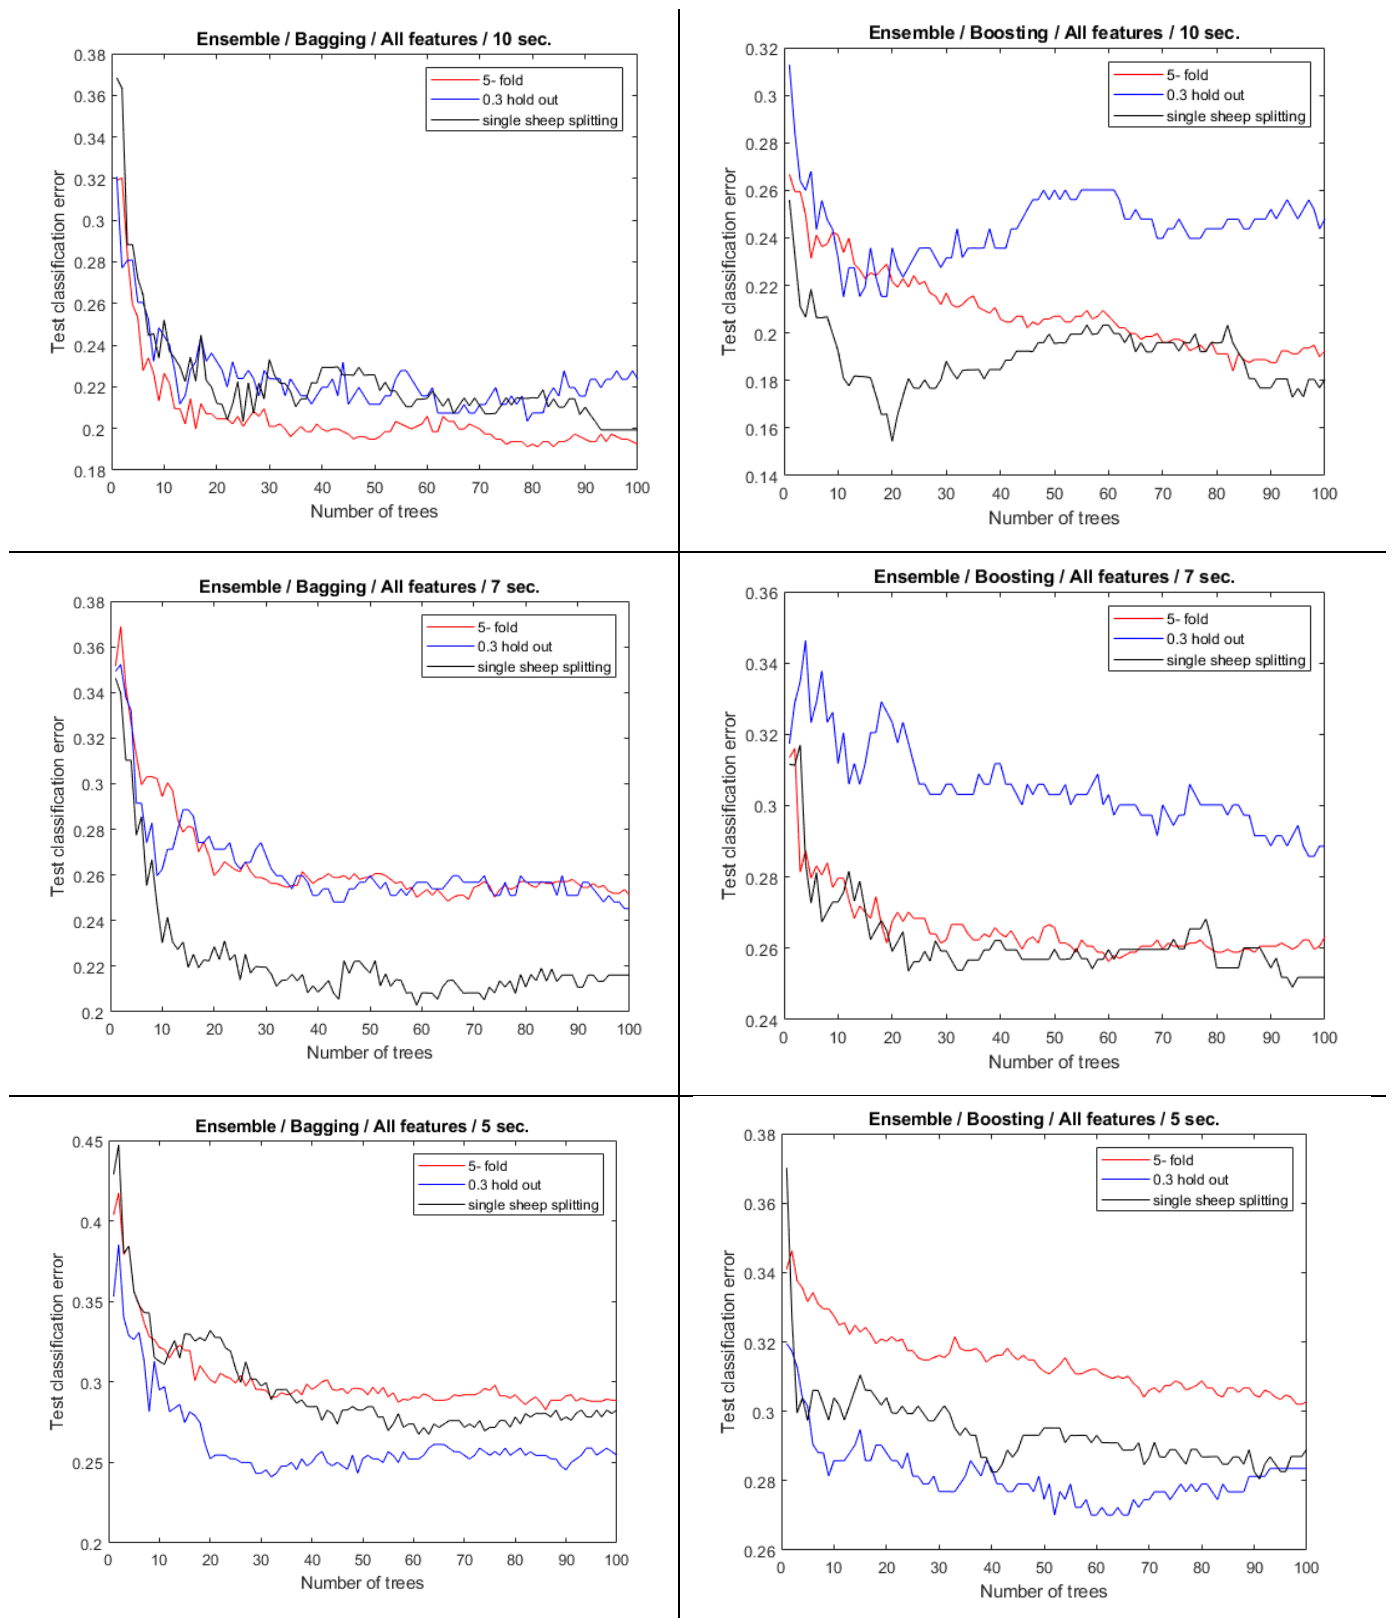 Ensemble / Bagging / All features / 10 sec.
Test classification error
0.38
0.36
0.32
0.3
0.28
0.26
0.24
0.22
0.2
0.18
5- fold
0.3 hold out
single sheep splitting
0 10 20 30 40 50 60 70 80 90 100
Number of trees
Ensemble / Boosting / All features / 10 sec.
Test classification error
0.32
0.3
0.28
0.26
0.24
0.22
0.2
0.18
0.16
0.14
5- fold
0.3 hold out
single sheep splitting
0 10 20 30 40 50 60 70 80 90 100
Number of trees
Ensemble / Bagging / All features / 7 sec.
Test classification error
0.38
0.36
0.34
0.32
0.3
0.28
0.26
0.24
0.22
0.2
5- fold
0.3 hold out
single sheep splitting
0 10 20 30 40 50 60 70 80 90 100
Number of trees
Ensemble / Boosting / All features / 7 sec.
Test classification error
0.36
0.34
0.32
0.3
0.28
0.26
0.24
5- fold
0.3 hold out
single sheep splitting
0 10 20 30 40 50 60 70 80 90 100
Number of trees
Ensemble / Bagging / All features / 5 sec.
Test classification error
0.45
0.4
0.35
0.3
0.25
0.2
5- fold
0.3 hold out
single sheep splitting
0 10 20 30 40 50 60 70 80 90 100
Number of trees
Ensemble / Boosting / All features / 5 sec.
Test classification error
0.38
0.36
0.34
0.32
0.3
0.28
0.26
5- fold
0.3 hold out
single sheep splitting
0 10 20 30 40 50 60 70 80 90 100
Number of trees